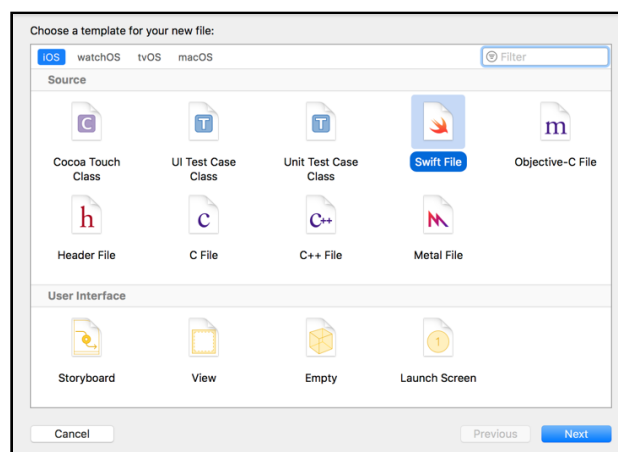 Choose a template for your new file:
iOS watchOS tvOS macOS Filter
Source
C T T m
Cocoa Touch Class UI Test Case Class Unit Test Case Class Swift File Objective-C File
h c C++
Header File C File C++ File Metal File
User Interface
1
Storyboard View Empty Launch Screen
Cancel Previous Next